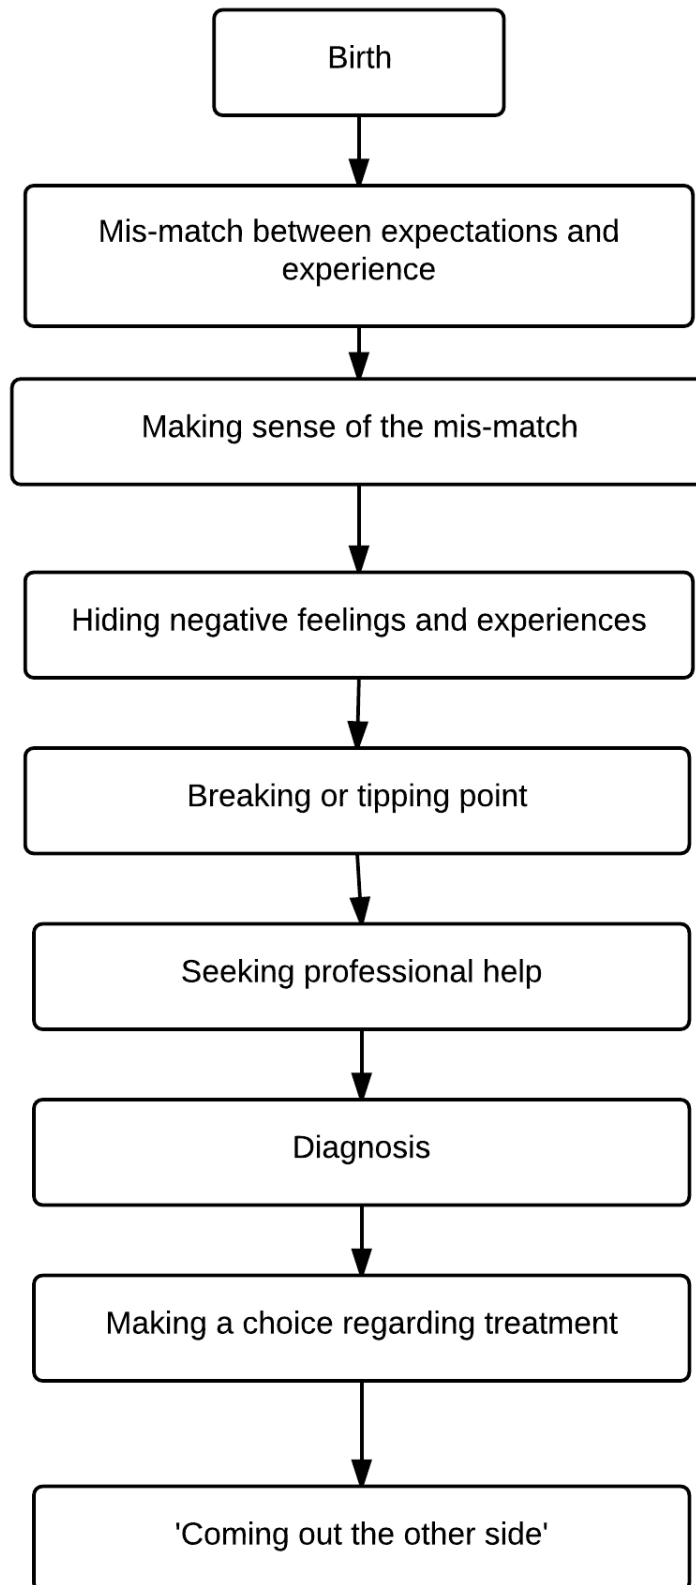 Birth
Mis-match between expectations and
experience
Making sense of the mis-match
Hiding negative feelings and experiences
Breaking or tipping point
Seeking professional help
Diagnosis
Making a choice regarding treatment
'Coming out the other side'